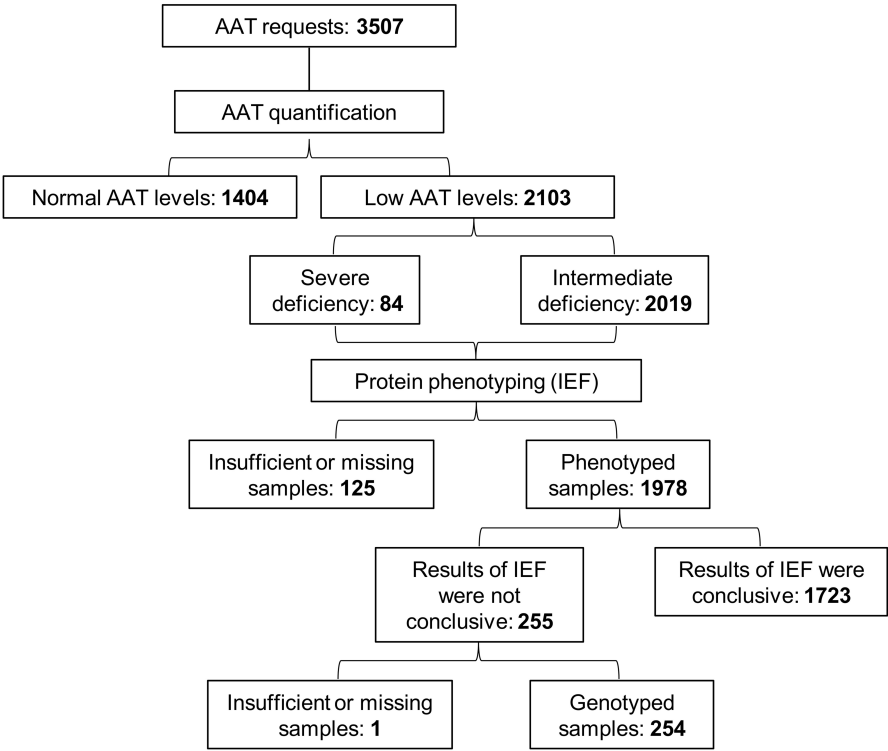 AAT requests: 3507
AAT quantification
Normal AAT levels: 1404
Low AAT levels: 2103
Severe
deficiency: 84
Intermediate
deficiency: 2019
Protein phenotyping (IEF)
Insufficient or missing
samples: 125
Phenotyped
samples: 1978
Results of IEF
were not
conclusive: 255
Results of IEF were
conclusive: 1723
Insufficient or missing
samples: 1
Genotyped
samples: 254